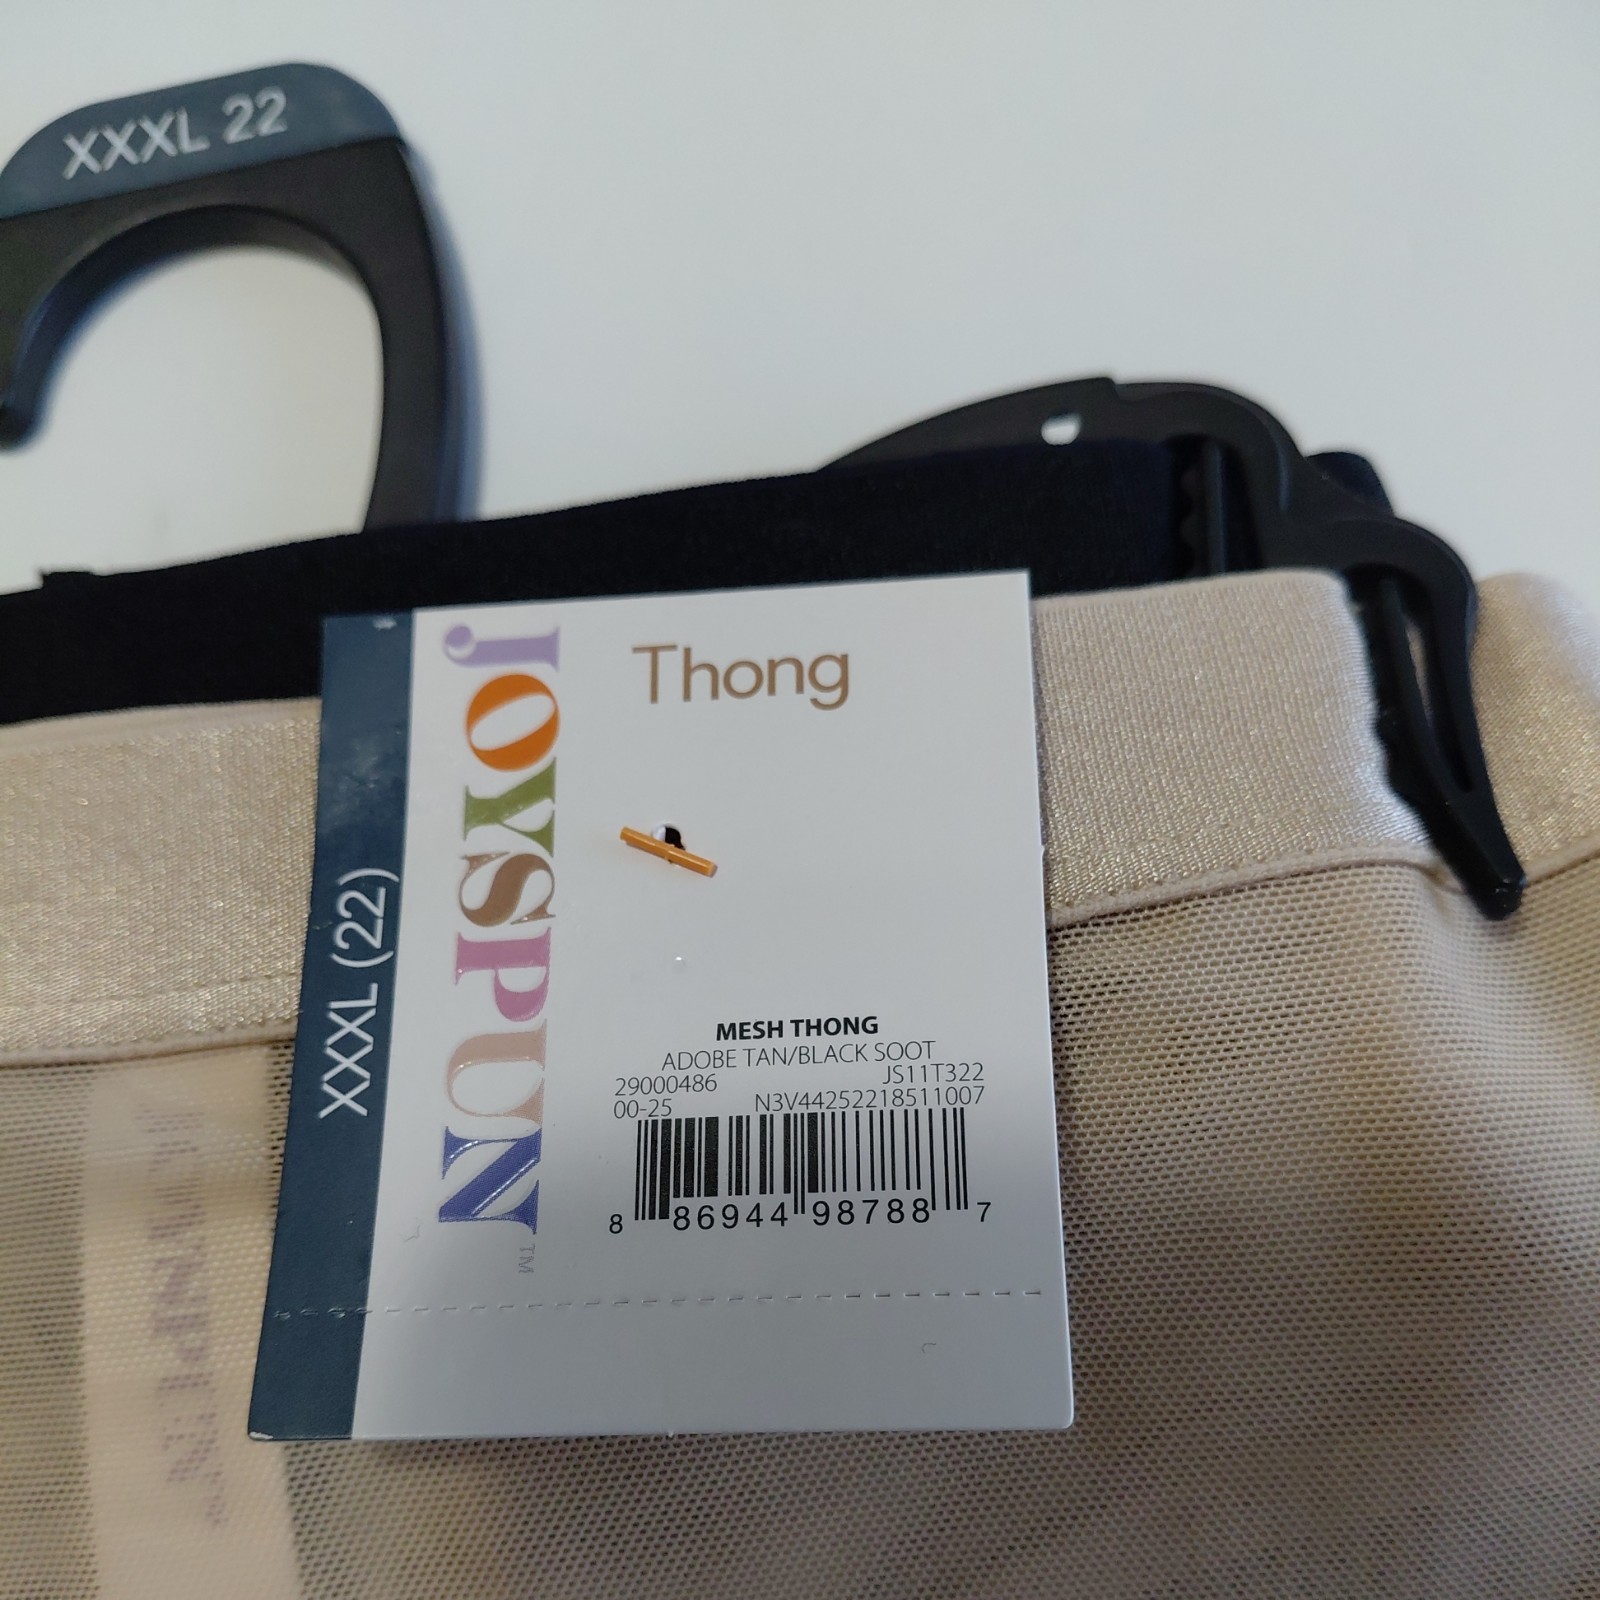 XXXL 22
XXXL (22)
JOYSPUN
TM
Thong
MESH THONG
ADOBE TAN/BLACK SOOT
29000486 JS11T322
00-25 N3V44252218511007
8 86944 98788 7